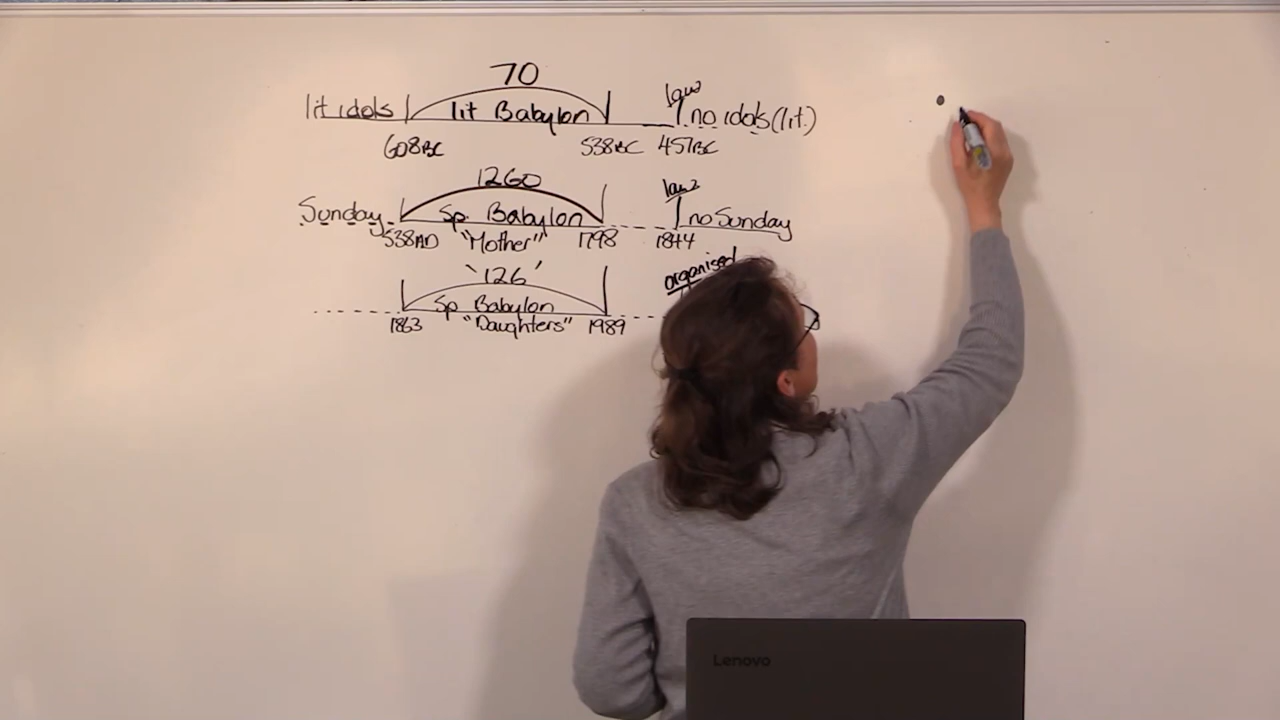 70
lit idols lit Babylon law no idols (lit.)
608BC 538BC 457BC
1260
Sunday Sp. Babylon law no Sunday
538AD "Mother" 1798 1844
'126' organised
Sp Babylon
1863 "Daughters" 1989
Lenovo